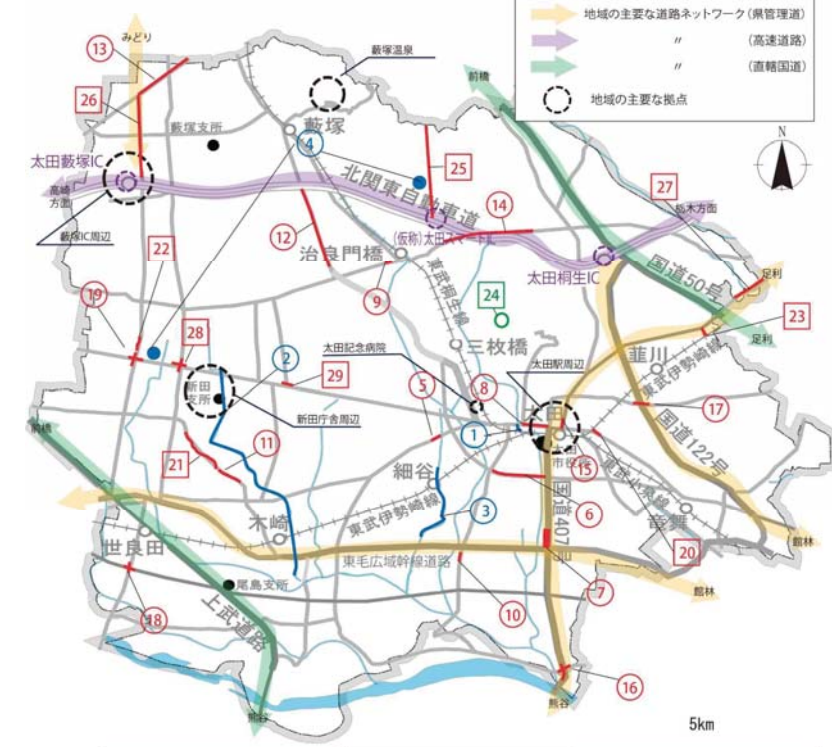 地域の主要な道路ネットワーク(県管理道)
〃 (高速道路)
〃 (直轄国道)
地域の主要な拠点
N
みどり
⑬
26
藪塚温泉
藪塚支所
藪塚
④
前橋
太田藪塚IC
高崎
方面
藪塚IC周辺
北関東自動車道
25
⑭
27
栃木方面
22
⑫
治良門橋
(仮称)太田スマートIC
太田桐生IC
国道50号
足利
足利
⑲
⑨
東武桐生線
24
23
28
②
太田記念病院
三枚橋
太田駅周辺
韮川
東武伊勢崎線
新田
支所
29
⑤
⑧
①
太田
市役所
⑰
国道122号
新田庁舎周辺
前橋
21
⑪
細谷
⑮
⑥
東武小泉線
竜舞
木崎
東武伊勢崎線
③
国道407号
20
世良田
東毛広域幹線道路
館林
館林
尾島支所
⑱
上武道路
⑩
⑦
⑯
熊谷
熊谷
5km